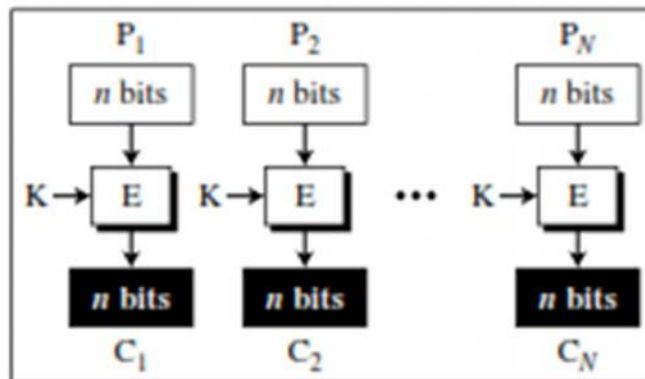 P1 P2 PN
n bits n bits n bits
K E K E ... K E
n bits n bits n bits
C1 C2 CN